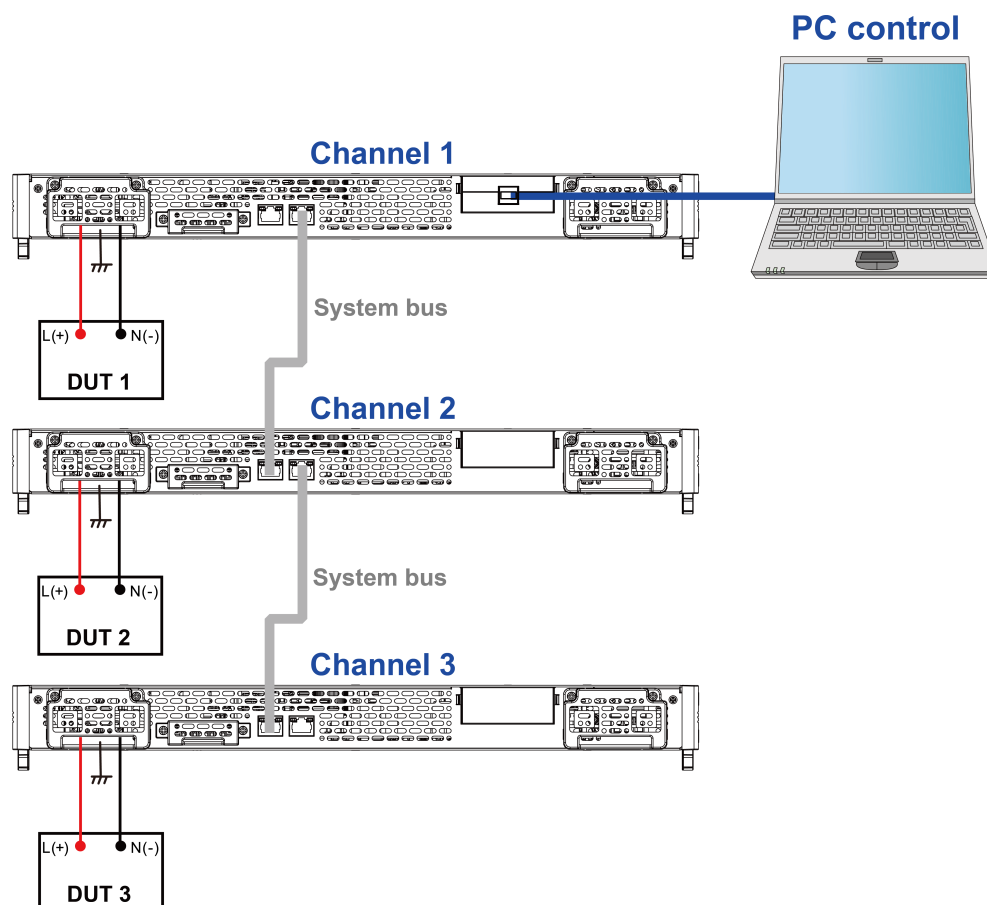 PC control
Channel 1
System bus
L(+) N(-)
DUT 1
Channel 2
System bus
L(+) N(-)
DUT 2
Channel 3
L(+) N(-)
DUT 3